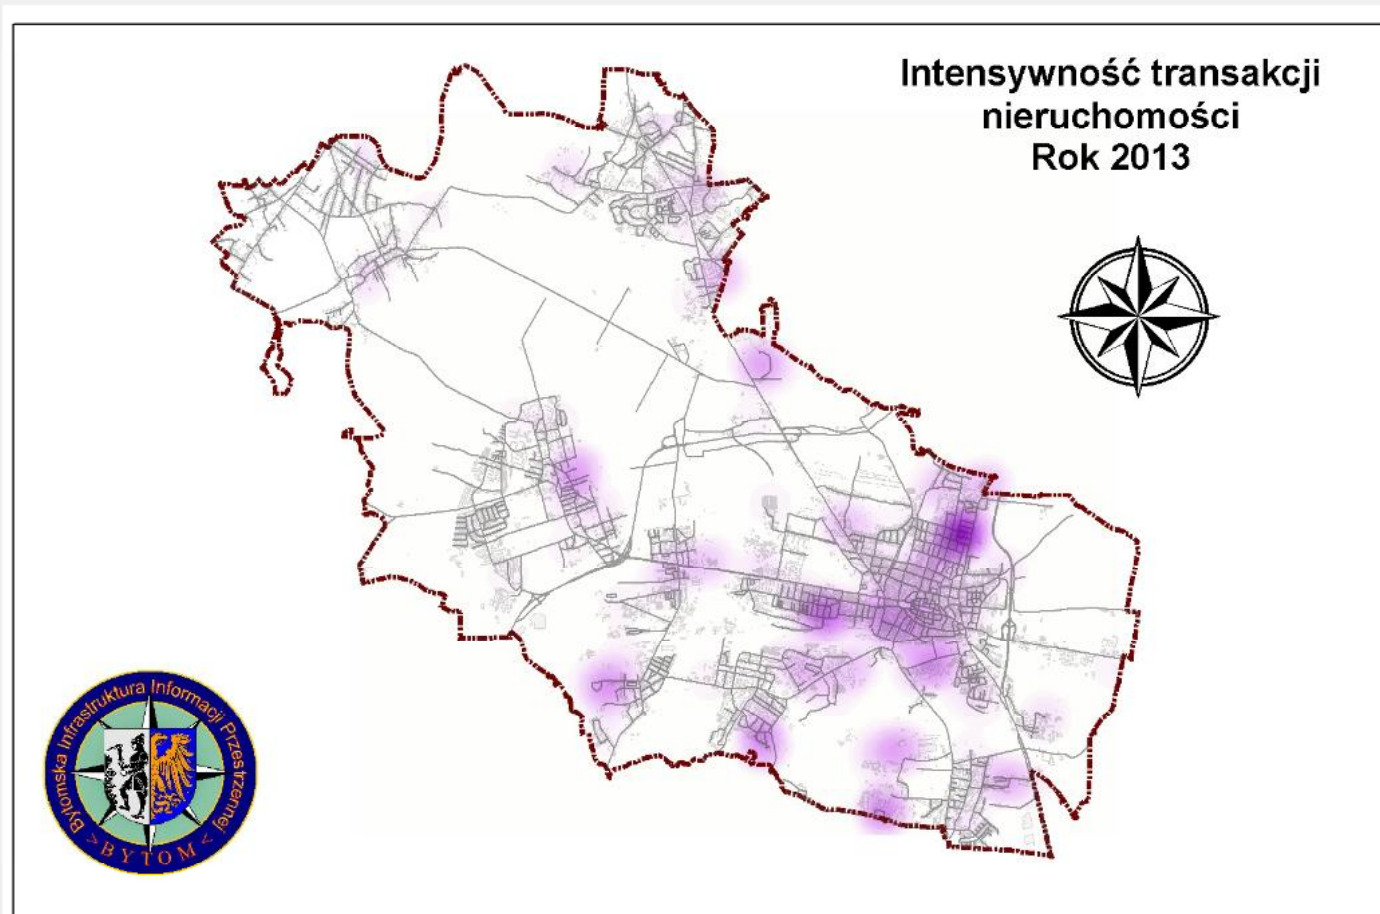 Intensywność transakcji
nieruchomości
Rok 2013
Bytomska Infrastruktura Informacji Przestrzennej
> BYTOM <